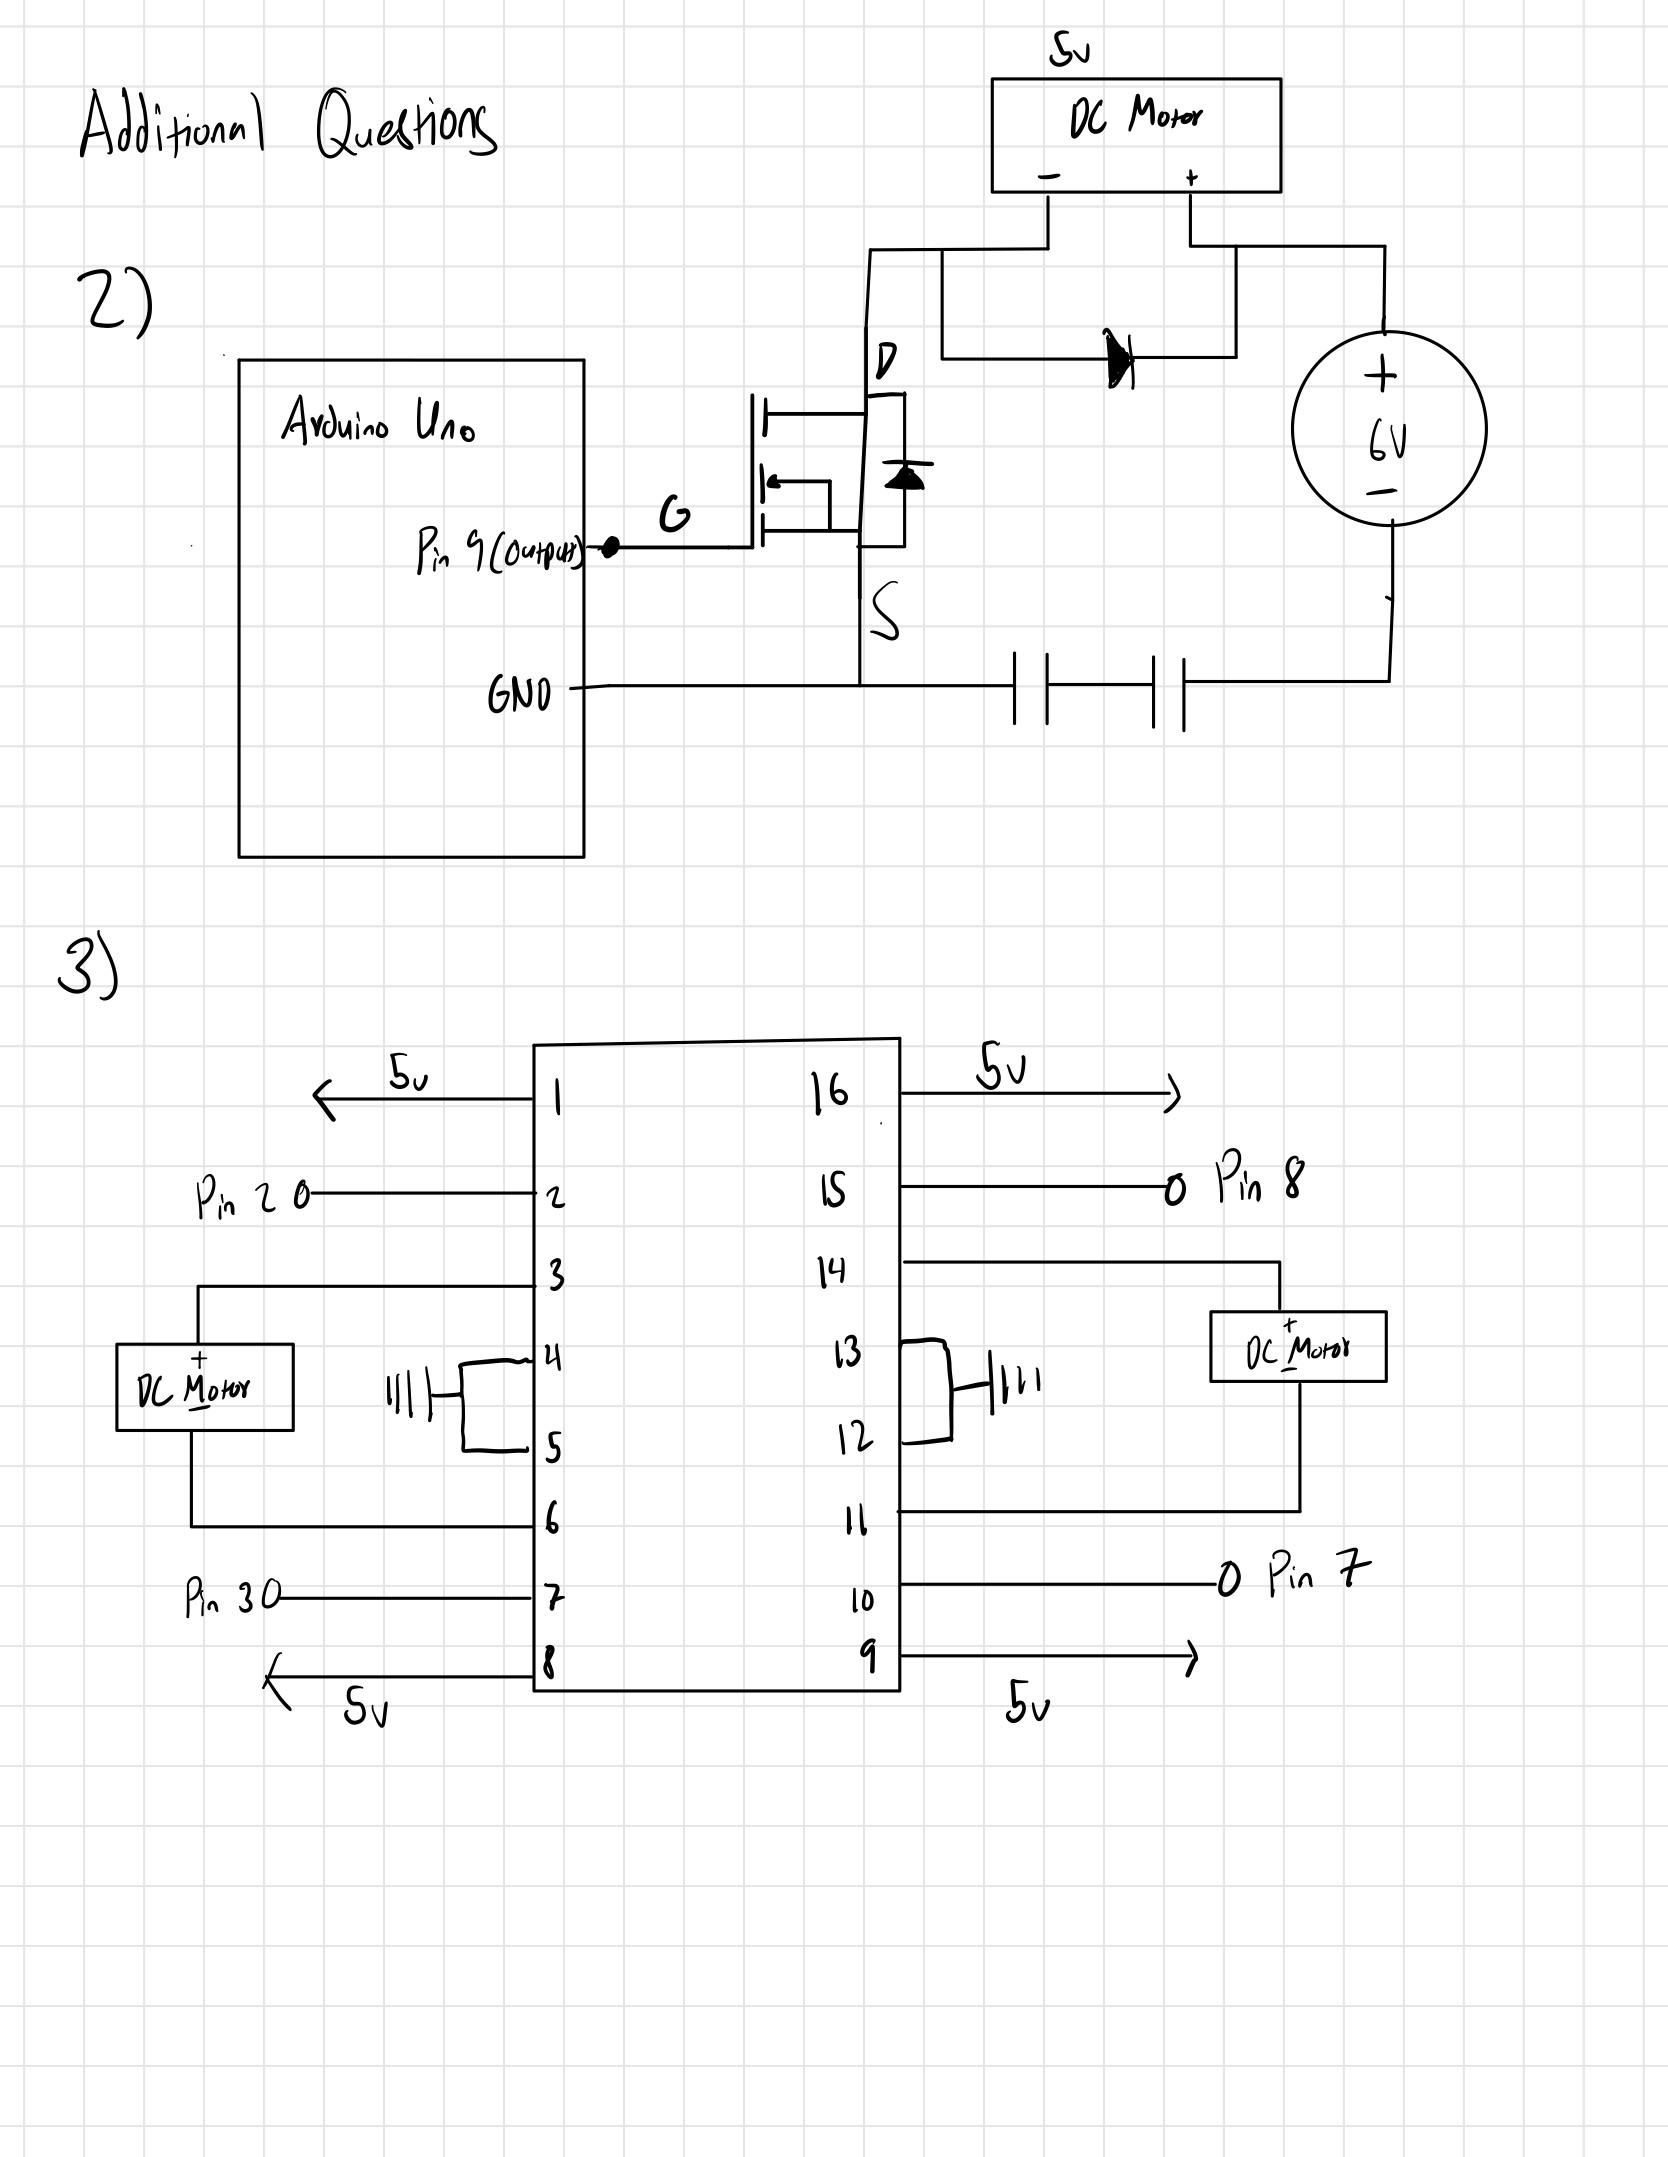 5v
DC Motor
- +
Additional Questions
2)
D
+
6V
-
Arduino Uno
G
Pin 9 (Output)
S
GND
3)
5v
5v
1 16
Pin 2 2 15 Pin 8
3 14
+
DC Motor
-
+
DC Motor
-
4 13
5 12
6 11
Pin 3 7 10 Pin 7
8 9
5v
5v